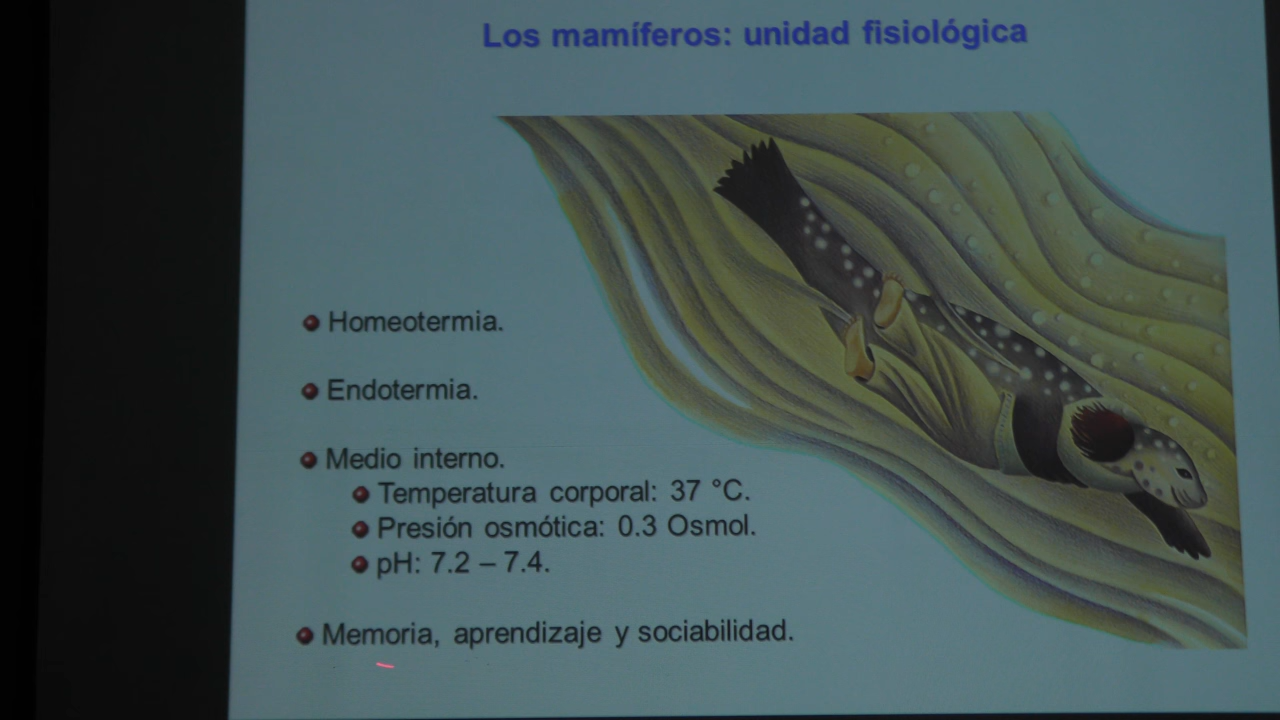 Los mamíferos: unidad fisiológica
Homeotermia.
Endotermia.
Medio interno.
Temperatura corporal: 37 °C.
Presión osmótica: 0.3 Osmol.
pH: 7.2 – 7.4.
Memoria, aprendizaje y sociabilidad.